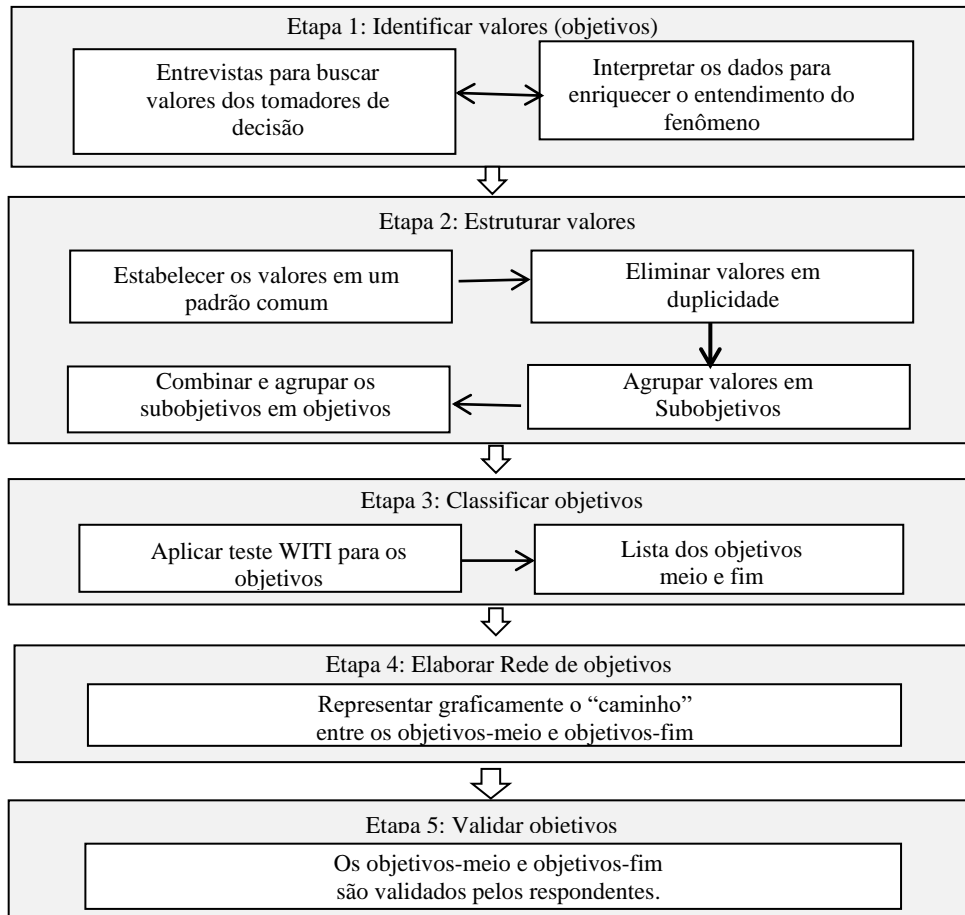 Etapa 1: Identificar valores (objetivos)
Entrevistas para buscar
valores dos tomadores de
decisão
Interpretar os dados para
enriquecer o entendimento do
fenômeno
Etapa 2: Estruturar valores
Estabelecer os valores em um
padrão comum
Eliminar valores em
duplicidade
Combinar e agrupar os
subobjetivos em objetivos
Agrupar valores em
Subobjetivos
Etapa 3: Classificar objetivos
Aplicar teste WITI para os
objetivos
Lista dos objetivos
meio e fim
Etapa 4: Elaborar Rede de objetivos
Representar graficamente o “caminho”
entre os objetivos-meio e objetivos-fim
Etapa 5: Validar objetivos
Os objetivos-meio e objetivos-fim
são validados pelos respondentes.